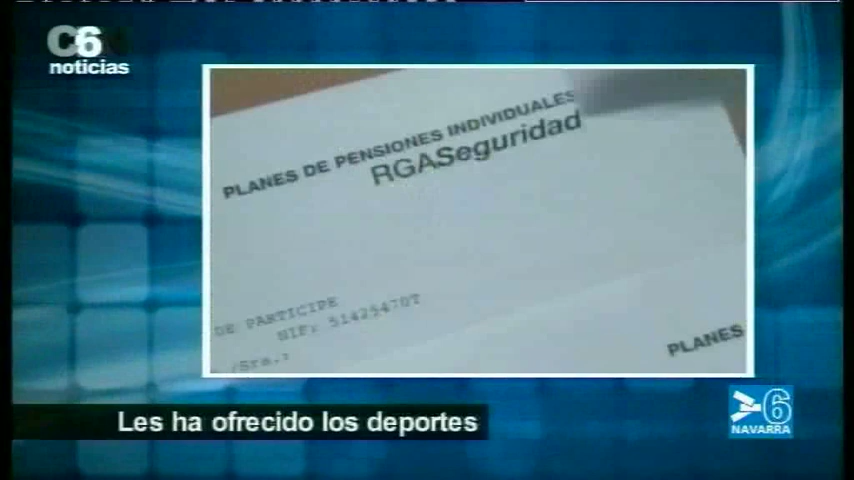 C6
noticias
PLANES DE PENSIONES INDIVIDUALES
RGASeguridad
DE PARTICIPE
NIF: 51425470T
/Sra.:
PLANES
Les ha ofrecido los deportes
6
NAVARRA